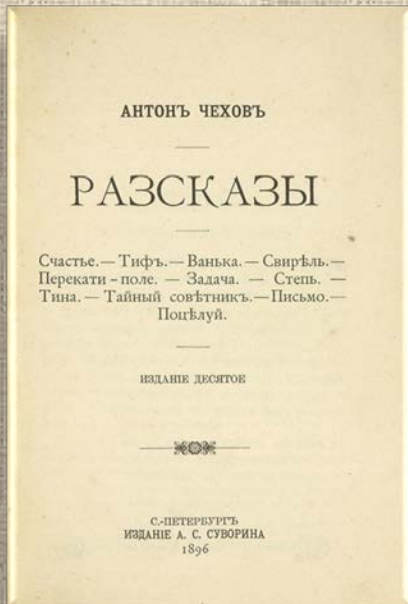 АНТОНЪ ЧЕХОВЪ
РАЗСКАЗЫ
Счастье.— Тифъ.— Ванька. — Свирѣль.—
Перекати - поле. — Задача. — Степь. —
Тина. — Тайный совѣтникъ.—Письмо.—
Поцѣлуй.
ИЗДАНІЕ ДЕСЯТОЕ
С.-ПЕТЕРБУРГЪ
ИЗДАНІЕ А. С. СУВОРИНА
1896